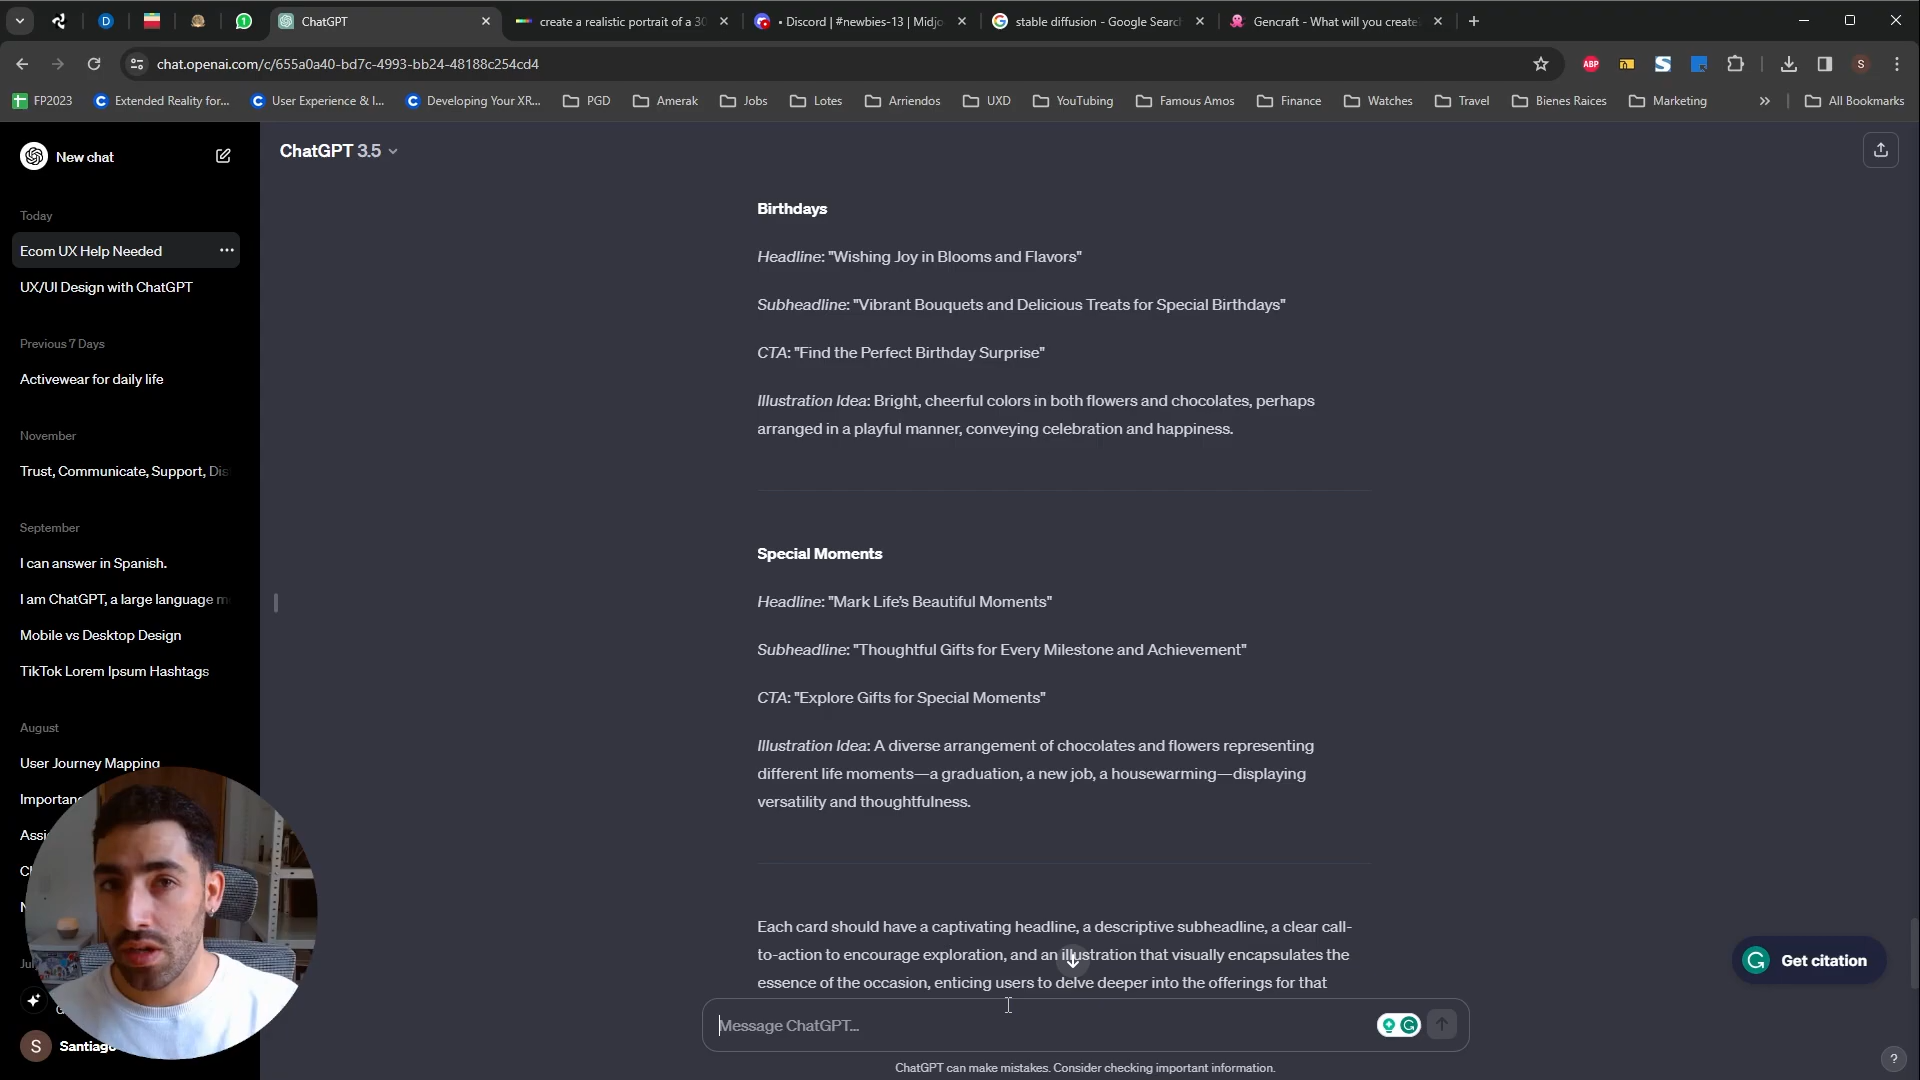 ChatGPT
create a realistic portrait of a 30
• Discord | #newbies-13 | Midjo
stable diffusion - Google Search
Gencraft - What will you create
chat.openai.com/c/655a0a40-bd7c-4993-bb24-48188c254cd4
ABP
S
FP2023
Extended Reality for...
User Experience & I...
Developing Your XR...
PGD
Amerak
Jobs
Lotes
Arriendos
UXD
YouTubing
Famous Amos
Finance
Watches
Travel
Bienes Raices
Marketing
»
All Bookmarks
New chat
ChatGPT 3.5
Today
Ecom UX Help Needed
UX/UI Design with ChatGPT
Previous 7 Days
Activewear for daily life
November
Trust, Communicate, Support, Dis
September
I can answer in Spanish.
I am ChatGPT, a large language m
Mobile vs Desktop Design
TikTok Lorem Ipsum Hashtags
August
User Journey Mapping
S
Santiago
Birthdays
Headline: "Wishing Joy in Blooms and Flavors"
Subheadline: "Vibrant Bouquets and Delicious Treats for Special Birthdays"
CTA: "Find the Perfect Birthday Surprise"
Illustration Idea: Bright, cheerful colors in both flowers and chocolates, perhaps
arranged in a playful manner, conveying celebration and happiness.
Special Moments
Headline: "Mark Life’s Beautiful Moments"
Subheadline: "Thoughtful Gifts for Every Milestone and Achievement"
CTA: "Explore Gifts for Special Moments"
Illustration Idea: A diverse arrangement of chocolates and flowers representing
different life moments—a graduation, a new job, a housewarming—displaying
versatility and thoughtfulness.
Each card should have a captivating headline, a descriptive subheadline, a clear call-
to-action to encourage exploration, and an illustration that visually encapsulates the
essence of the occasion, enticing users to delve deeper into the offerings for that
Get citation
Message ChatGPT...
ChatGPT can make mistakes. Consider checking important information.
?